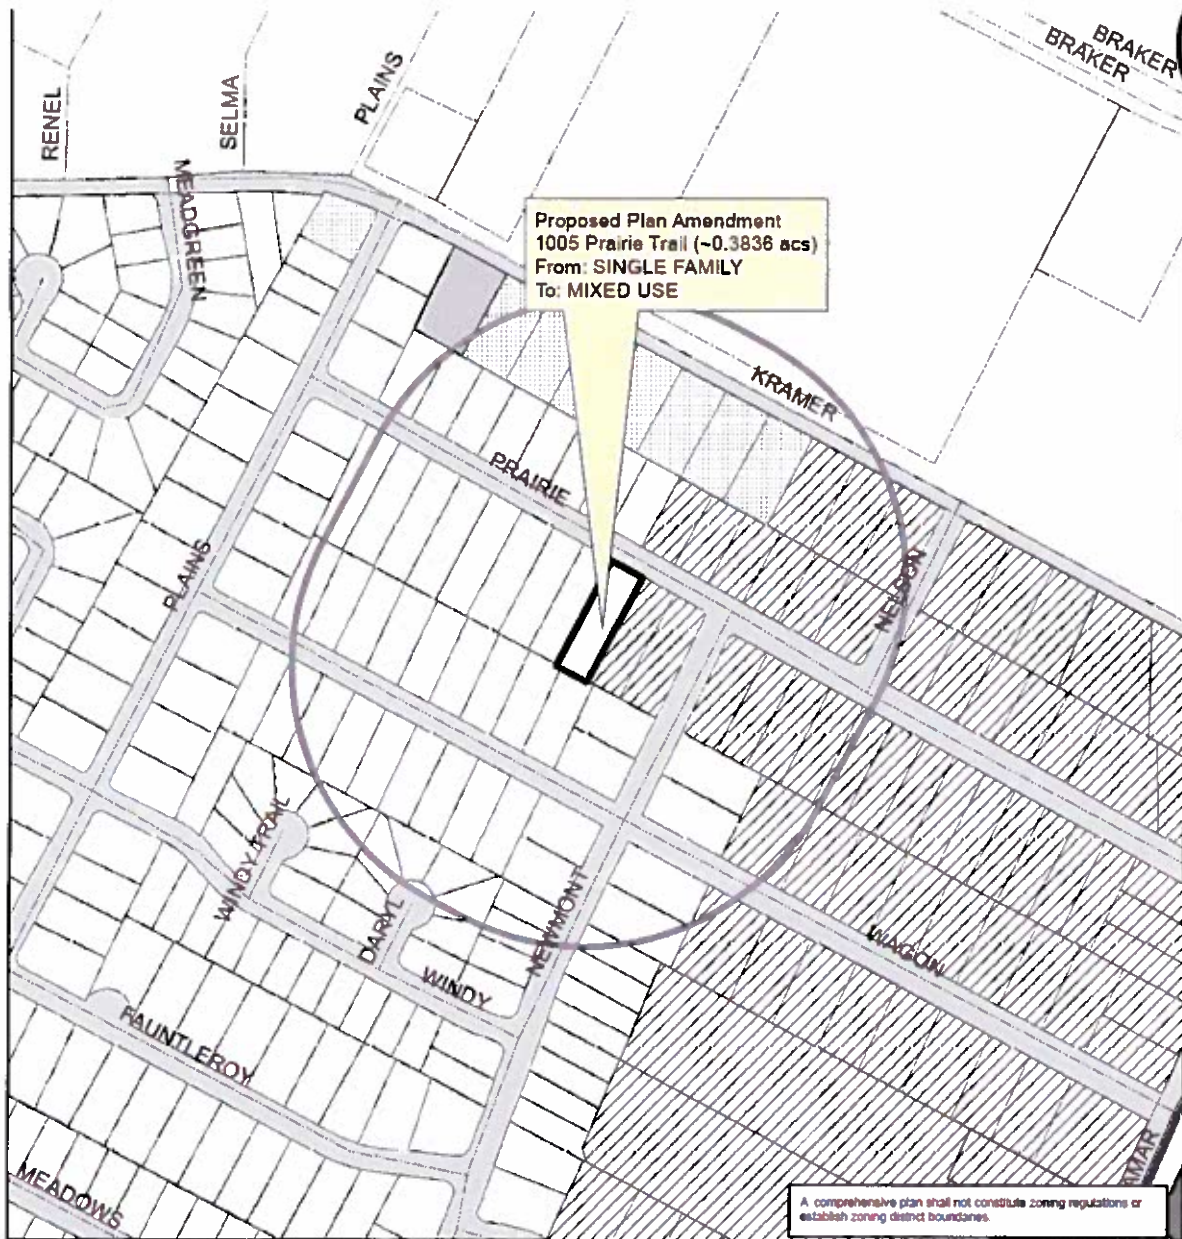 BRAKER
BRAKER
PLAINS
RENEL
SELMA
MEADGREEN
Proposed Plan Amendment
1005 Prairie Trail (~0.3836 acs)
From: SINGLE FAMILY
To: MIXED USE
KRAMER
PRAIRIE
PLAINS
NELSON
WINDY TRAIL
DARYL
NEWMONT
WAGON
WINDY
FAUNTLEROY
MEADOWS
AMAR
A comprehensive plan shall not constitute zoning regulations or
establish zoning district boundaries.